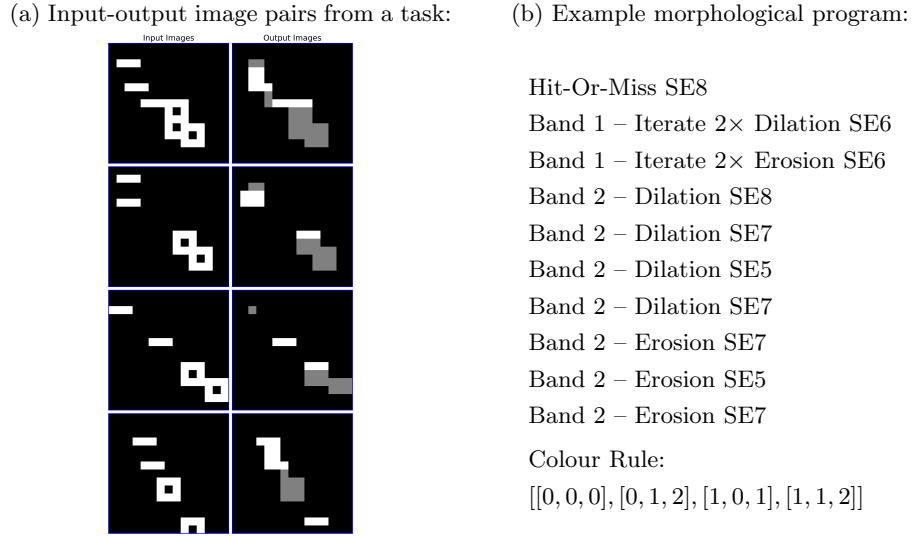 (a) Input-output image pairs from a task:
Input Images Output Images
(b) Example morphological program:
Hit-Or-Miss SE8
Band 1 – Iterate 2× Dilation SE6
Band 1 – Iterate 2× Erosion SE6
Band 2 – Dilation SE8
Band 2 – Dilation SE7
Band 2 – Dilation SE5
Band 2 – Dilation SE7
Band 2 – Erosion SE7
Band 2 – Erosion SE5
Band 2 – Erosion SE7
Colour Rule:
[[0, 0, 0], [0, 1, 2], [1, 0, 1], [1, 1, 2]]